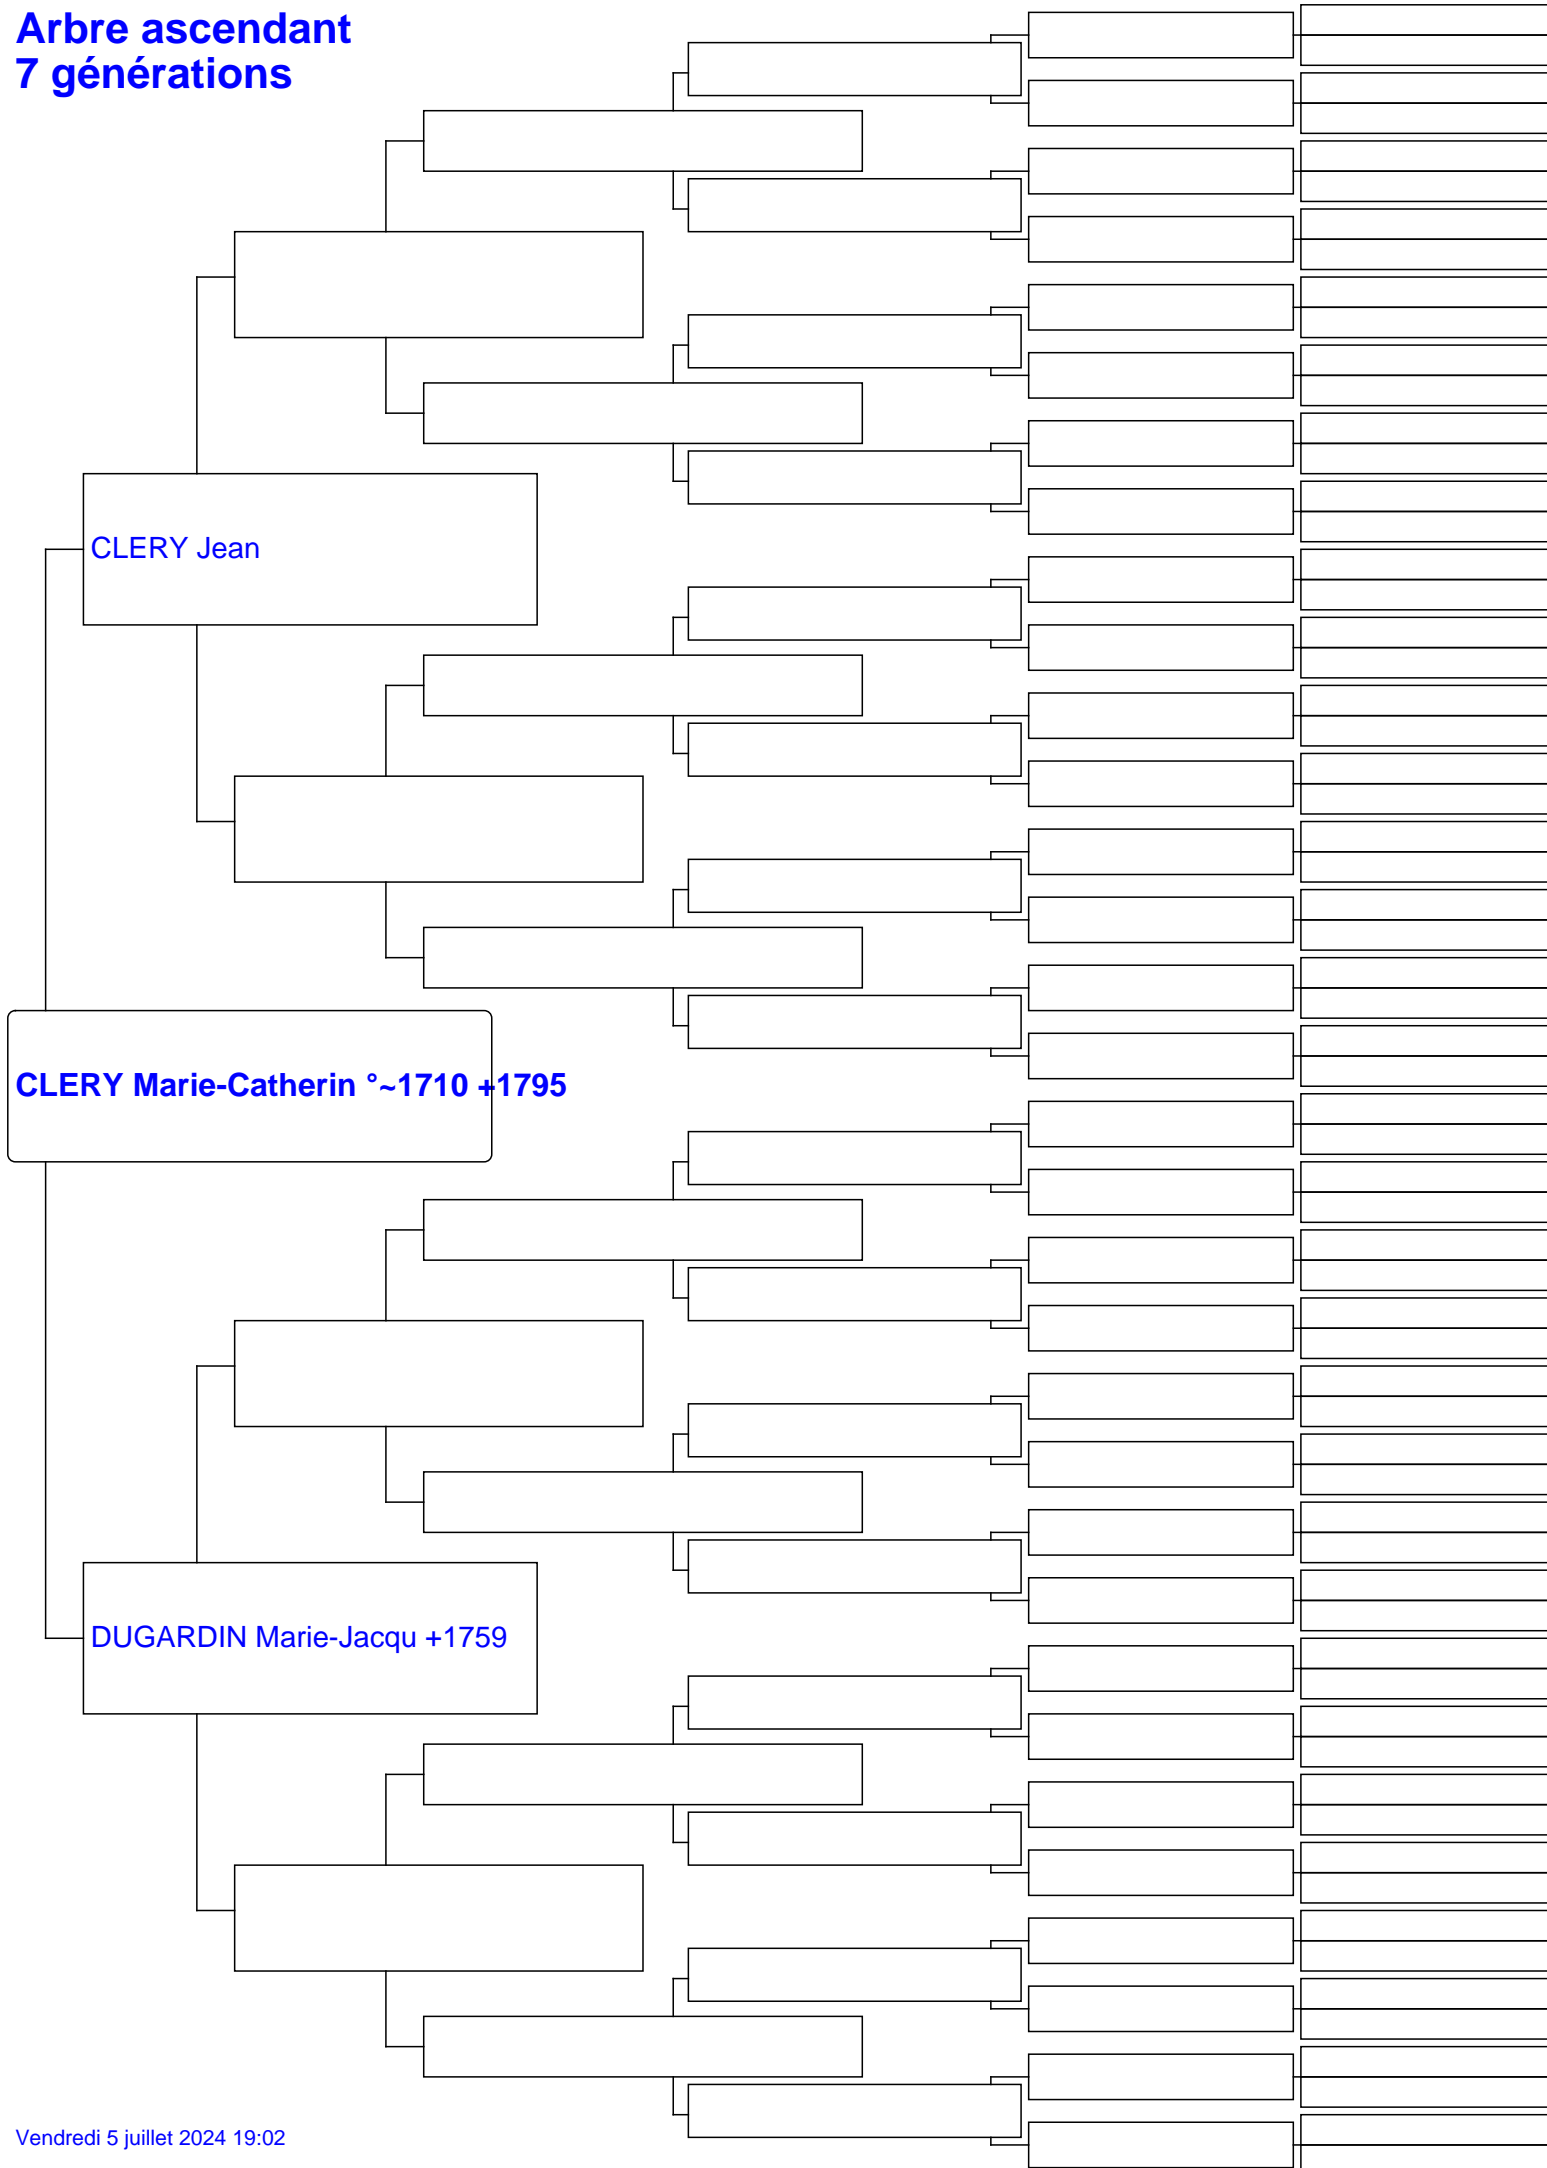 Arbre ascendant
7 générations
CLERY Jean
CLERY Marie-Catherin °~1710 +1795
DUGARDIN Marie-Jacqu +1759
Vendredi 5 juillet 2024 19:02